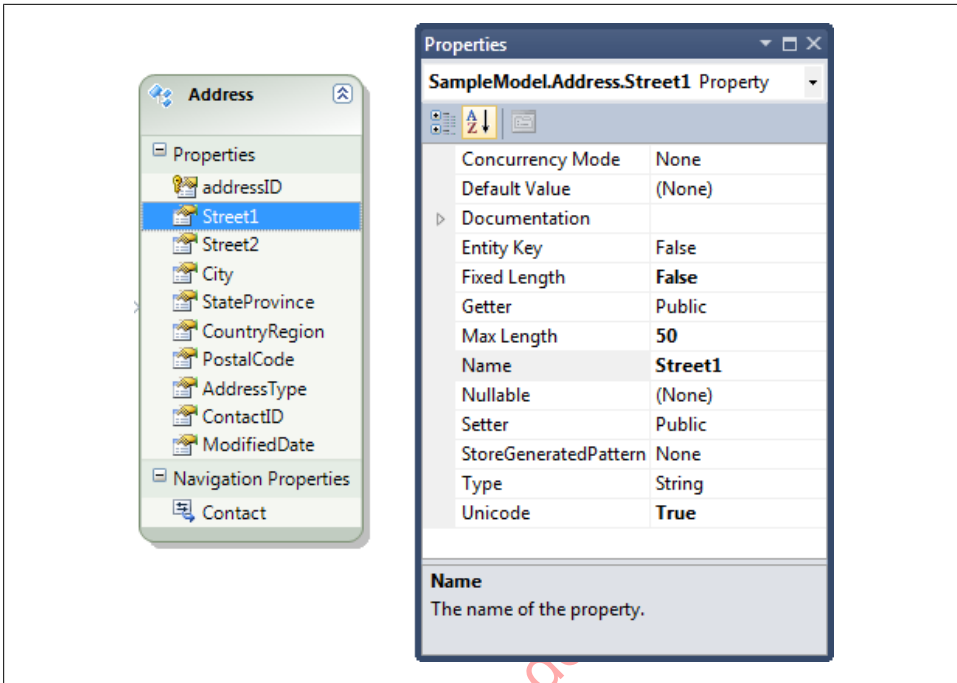 Address
Properties
addressID
Street1
Street2
City
StateProvince
CountryRegion
PostalCode
AddressType
ContactID
ModifiedDate
Navigation Properties
Contact
Properties
SampleModel.Address.Street1 Property
Concurrency Mode None
Default Value (None)
Documentation
Entity Key False
Fixed Length False
Getter Public
Max Length 50
Name Street1
Nullable (None)
Setter Public
StoreGeneratedPattern None
Type String
Unicode True
Name
The name of the property.